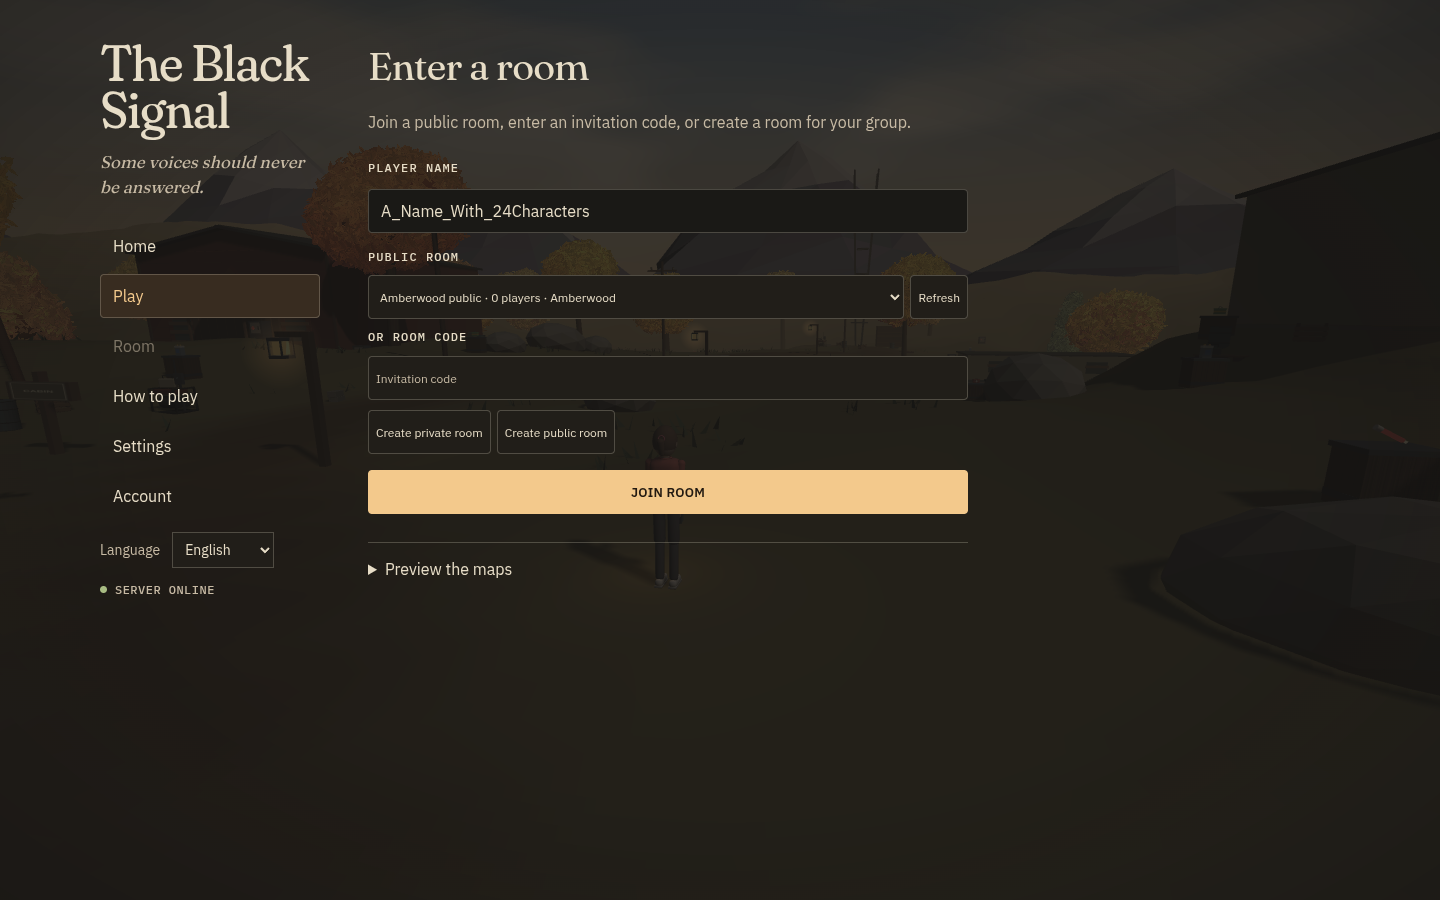 The Black
Signal
Some voices should never
be answered.
Home
Play
Room
How to play
Settings
Account
Language English
SERVER ONLINE
Enter a room
Join a public room, enter an invitation code, or create a room for your group.
PLAYER NAME
A_Name_With_24Characters
PUBLIC ROOM
Amberwood public · 0 players · Amberwood
Refresh
OR ROOM CODE
Invitation code
Create private room
Create public room
JOIN ROOM
Preview the maps